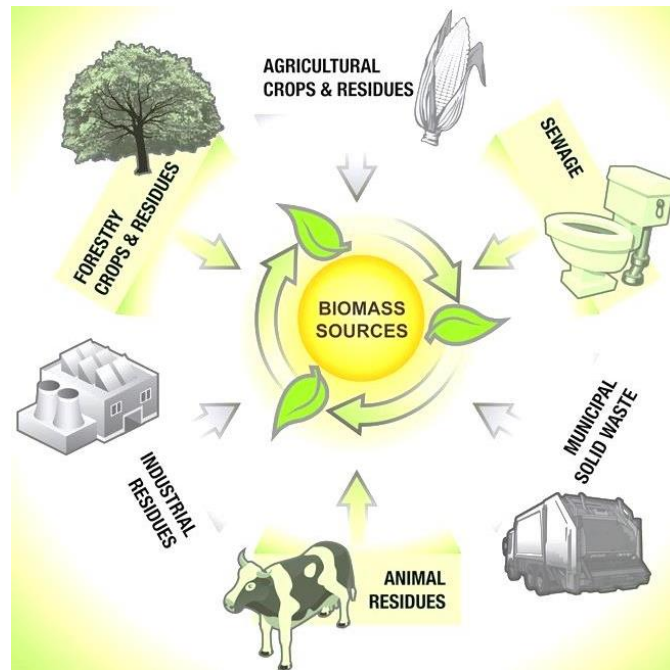 AGRICULTURAL
CROPS & RESIDUES
SEWAGE
FORESTRY
CROPS & RESIDUES
BIOMASS
SOURCES
MUNICIPAL
SOLID WASTE
INDUSTRIAL
RESIDUES
ANIMAL
RESIDUES